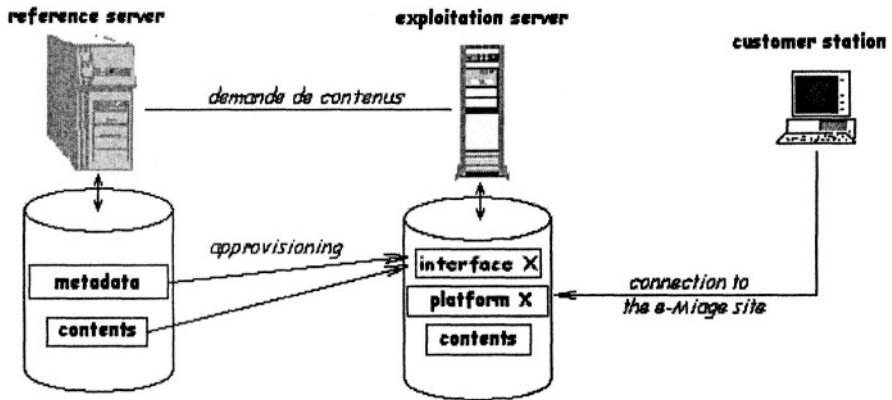 reference server
exploitation server
customer station
demande de contenus
approvisioning
metadata
contents
interface X
platform X
contents
connection to
the e-Miage site